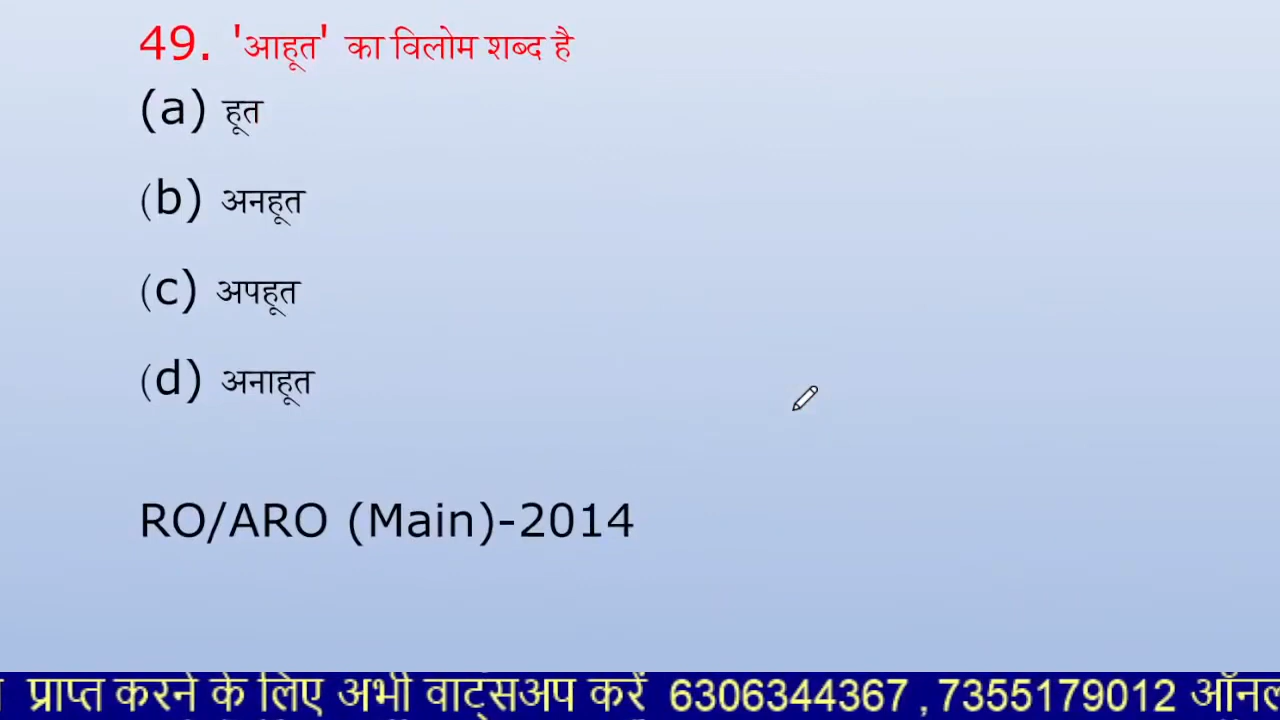 49. 'आहूत' का विलोम शब्द है
(a) हूत
(b) अनहूत
(c) अपहूत
(d) अनाहूत
RO/ARO (Main)-2014
प्राप्त करने के लिए अभी वाट्सअप करें 6306344367 , 7355179012